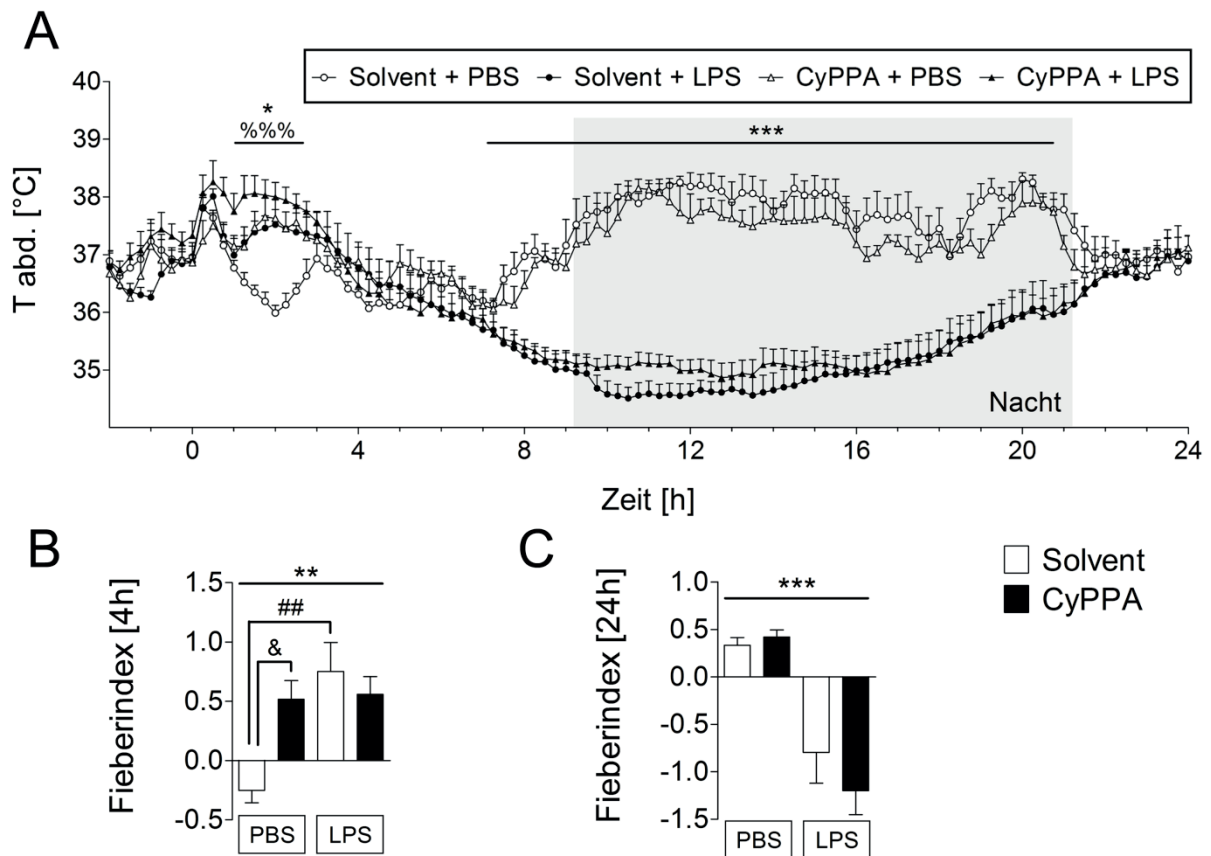 A
Solvent + PBS Solvent + LPS CyPPA + PBS CyPPA + LPS
40
39
38
37
36
35
T abd. [°C]
*
%%%
***
Nacht
0 4 8 12 16 20 24
Zeit [h]
B
Fieberindex [4h]
1.5
1.0
0.5
0.0
-0.5
**
##
&
PBS LPS
C
Fieberindex [24h]
1.0
0.5
0.0
-0.5
-1.0
-1.5
***
PBS LPS
Solvent
CyPPA